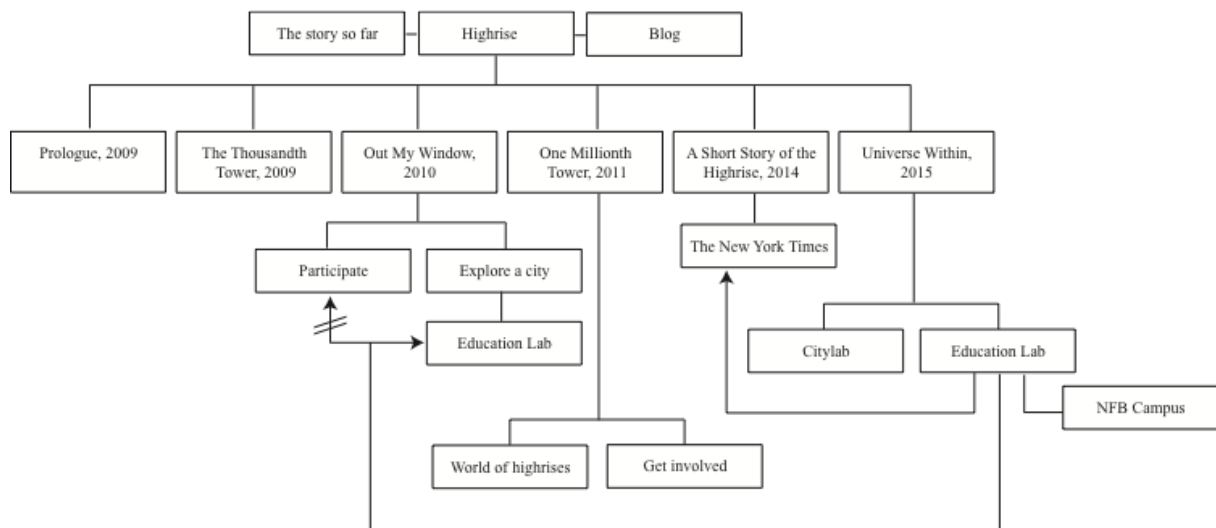 The story so far
Highrise
Blog
Prologue, 2009
The Thousandth
Tower, 2009
Out My Window,
2010
One Millionth
Tower, 2011
A Short Story of the
Highrise, 2014
Universe Within,
2015
The New York Times
Participate
Explore a city
Education Lab
Citylab
Education Lab
NFB Campus
World of highrises
Get involved